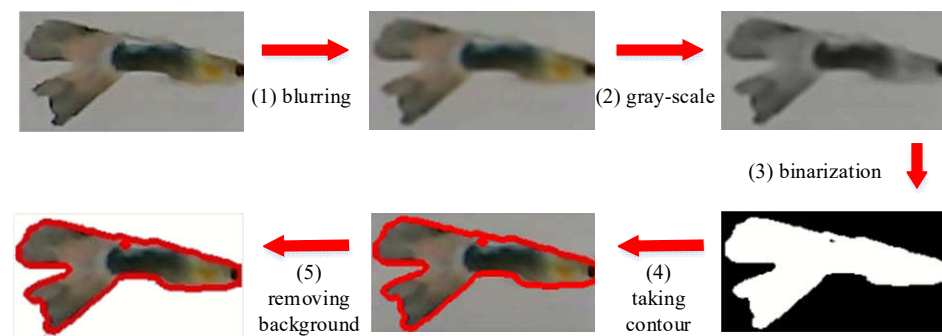 (1) blurring
(2) gray-scale
(3) binarization
(4)
taking
contour
(5)
removing
background